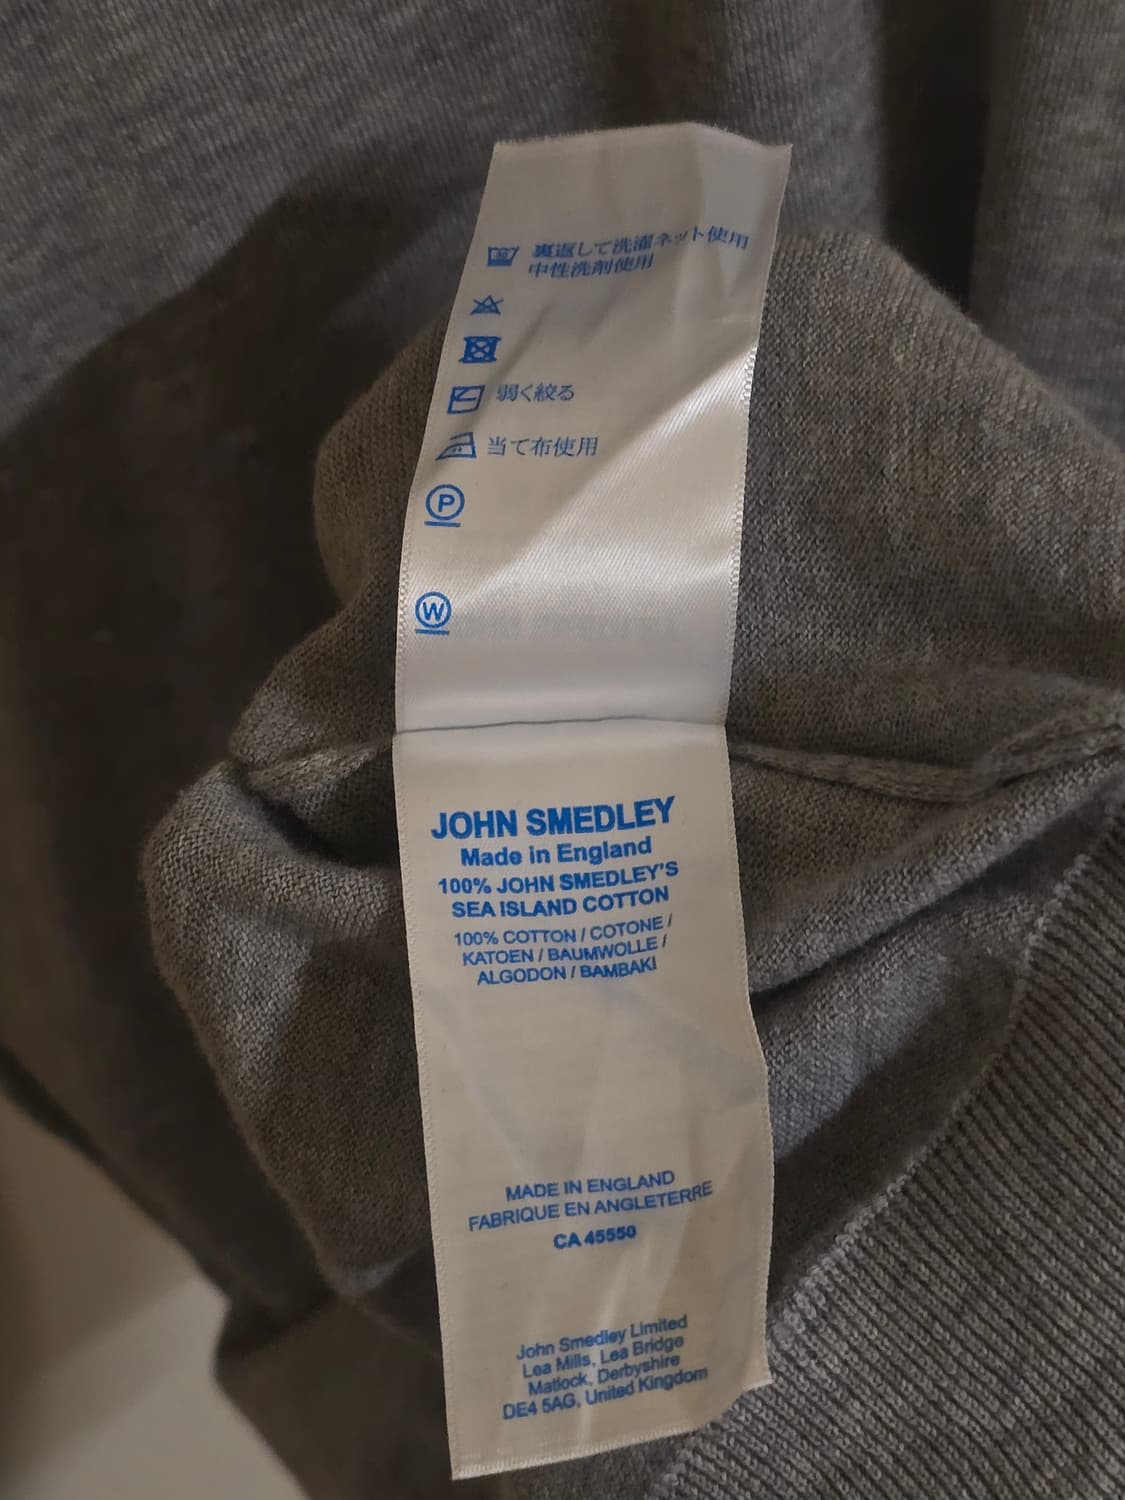 裏返して洗濯ネット使用
中性洗剤使用
弱く絞る
当て布使用
P
W
JOHN SMEDLEY
Made in England
100% JOHN SMEDLEY'S
SEA ISLAND COTTON
100% COTTON / COTONE /
KATOEN / BAUMWOLLE /
ALGODON / BAMBAKI
MADE IN ENGLAND
FABRIQUE EN ANGLETERRE
CA 45550
John Smedley Limited
Lea Mills, Lea Bridge
Matlock, Derbyshire
DE4 5AG, United Kingdom